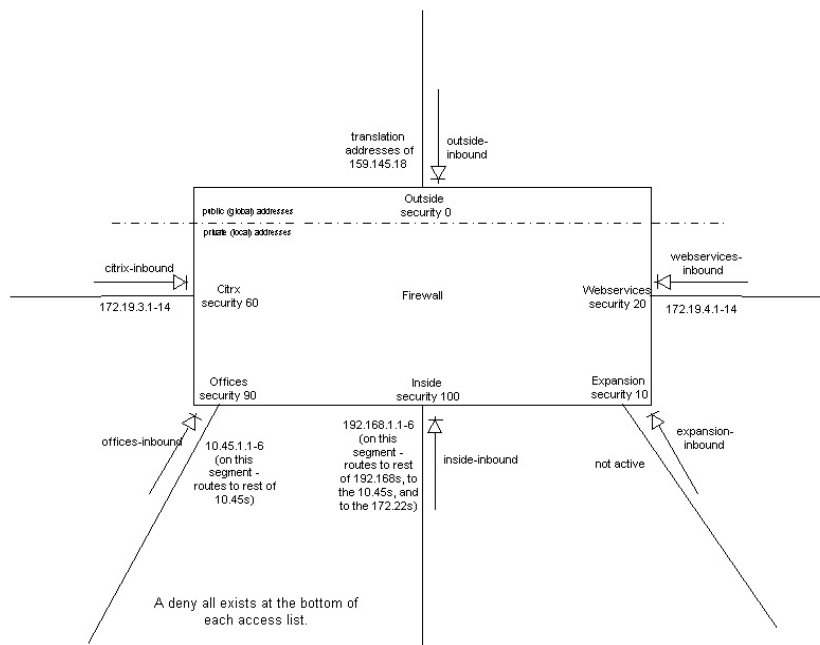 translation
addresses of
159.145.18
outside-
inbound
Outside
security 0
public (global) addresses
private (local) addresses
citrix-inbound
172.19.3.1-14
Citrx
security 60
Firewall
Webservices
security 20
webservices-
inbound
172.19.4.1-14
Offices
security 90
Inside
security 100
Expansion
security 10
offices-inbound
10.45.1.1-6
(on this
segment -
routes to rest of
10.45s)
192.168.1.1-6
(on this
segment -
routes to rest
of 192.168s, to
the 10.45s, and
to the 172.22s)
inside-inbound
expansion-
inbound
not active
A deny all exists at the bottom of
each access list.